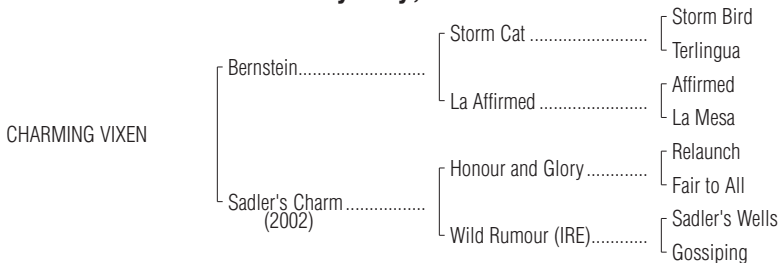 Storm Bird
Storm Cat ............................
Terlingua
Bernstein..............................
Affirmed
La Affirmed .........................
La Mesa
CHARMING VIXEN
Relaunch
Honour and Glory..............
Fair to All
Sadler's Charm...................
(2002)
Sadler's Wells
Wild Rumour (IRE).............
Gossiping